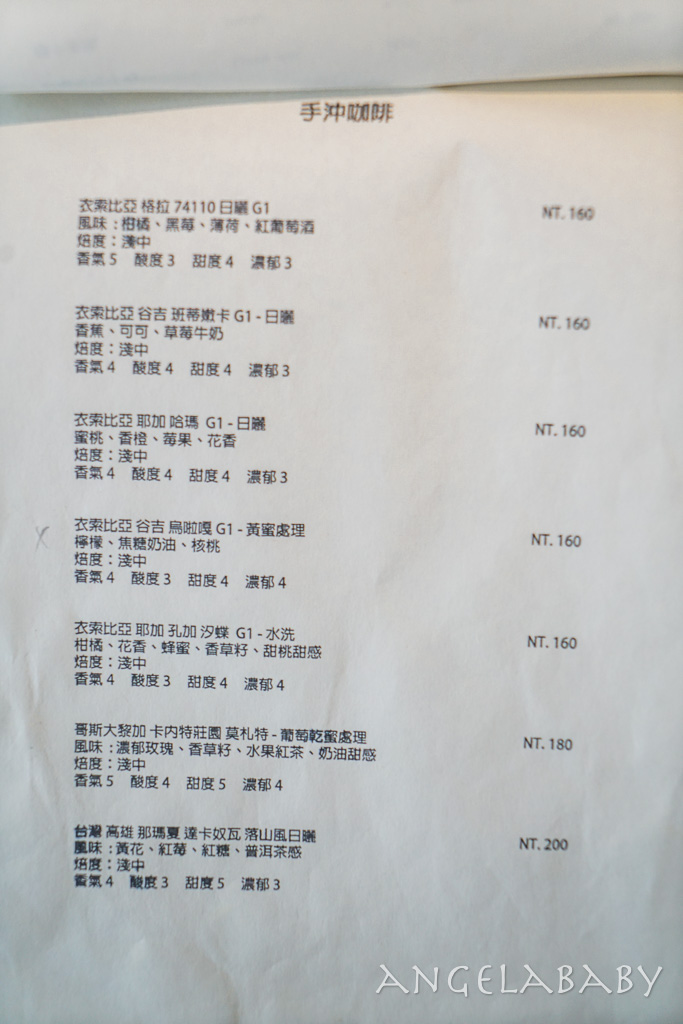 手沖咖啡
衣索比亞 格拉 74110 日曬 G1
NT. 160
風味 : 柑橘、黑莓、薄荷、紅葡萄酒
焙度：淺中
香氣 5 酸度 3 甜度 4 濃郁 3
衣索比亞 谷吉 班蒂嫩卡 G1 - 日曬
NT. 160
香蕉、可可、草莓牛奶
焙度：淺中
香氣 4 酸度 4 甜度 4 濃郁 3
衣索比亞 耶加 哈瑪 G1 - 日曬
NT. 160
蜜桃、香橙、莓果、花香
焙度：淺中
香氣 4 酸度 4 甜度 4 濃郁 3
衣索比亞 谷吉 烏啦嘎 G1 - 黃蜜處理
NT. 160
檸檬、焦糖奶油、核桃
焙度：淺中
香氣 4 酸度 3 甜度 4 濃郁 4
衣索比亞 耶加 孔加 汐蝶 G1 - 水洗
NT. 160
柑橘、花香、蜂蜜、香草籽、甜桃甜感
焙度：淺中
香氣 4 酸度 3 甜度 4 濃郁 4
哥斯大黎加 卡內特莊園 莫札特 - 葡萄乾蜜處理
NT. 180
風味 : 濃郁玫瑰、香草籽、水果紅茶、奶油甜感
焙度：淺中
香氣 5 酸度 4 甜度 5 濃郁 4
台灣 高雄 那瑪夏 達卡奴瓦 落山風日曬
NT. 200
風味 : 黃花、紅莓、紅糖、普洱茶感
焙度：淺中
香氣 4 酸度 3 甜度 5 濃郁 3
ANGELABABY